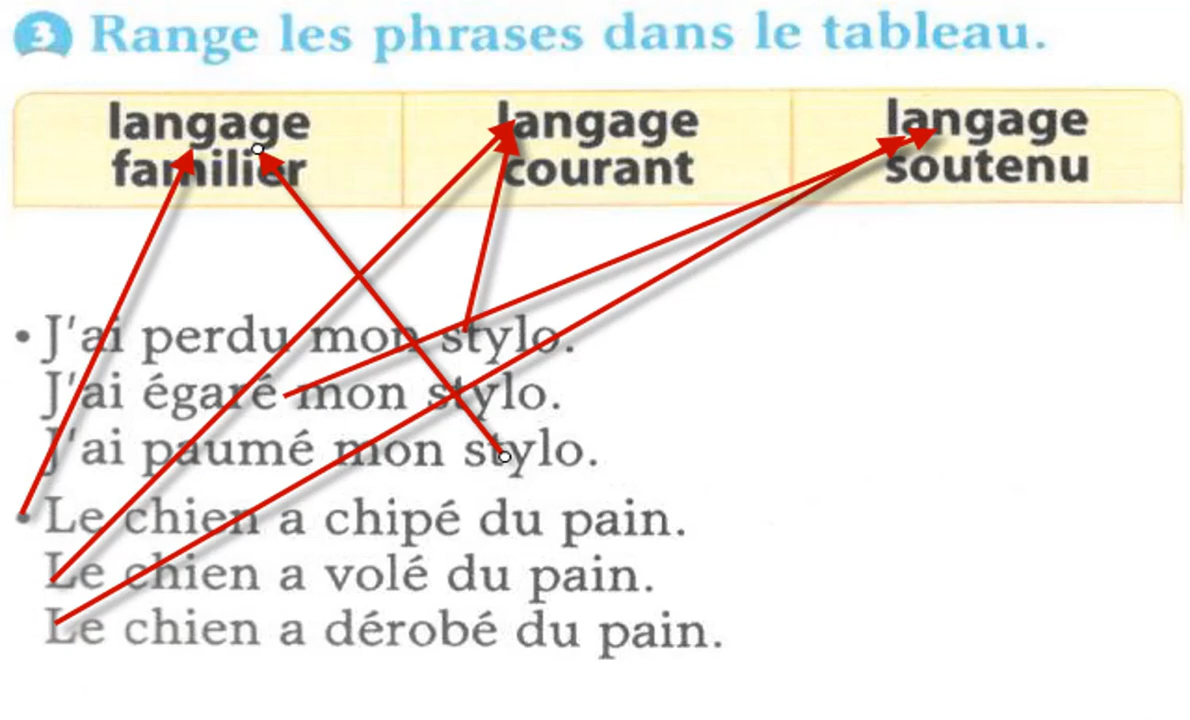 3 Range les phrases dans le tableau.
langage familier
langage courant
langage soutenu
• J'ai perdu mon stylo.
J'ai égaré mon stylo.
J'ai paumé mon stylo.
• Le chien a chipé du pain.
Le chien a volé du pain.
Le chien a dérobé du pain.